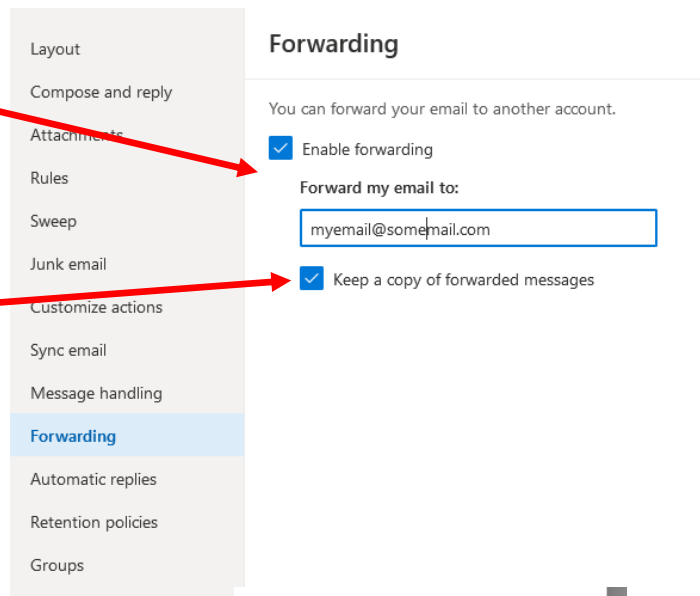 Layout
Compose and reply
Attachments
Rules
Sweep
Junk email
Customize actions
Sync email
Message handling
Forwarding
Automatic replies
Retention policies
Groups
Forwarding
You can forward your email to another account.
Enable forwarding
Forward my email to:
myemail@somemail.com
Keep a copy of forwarded messages